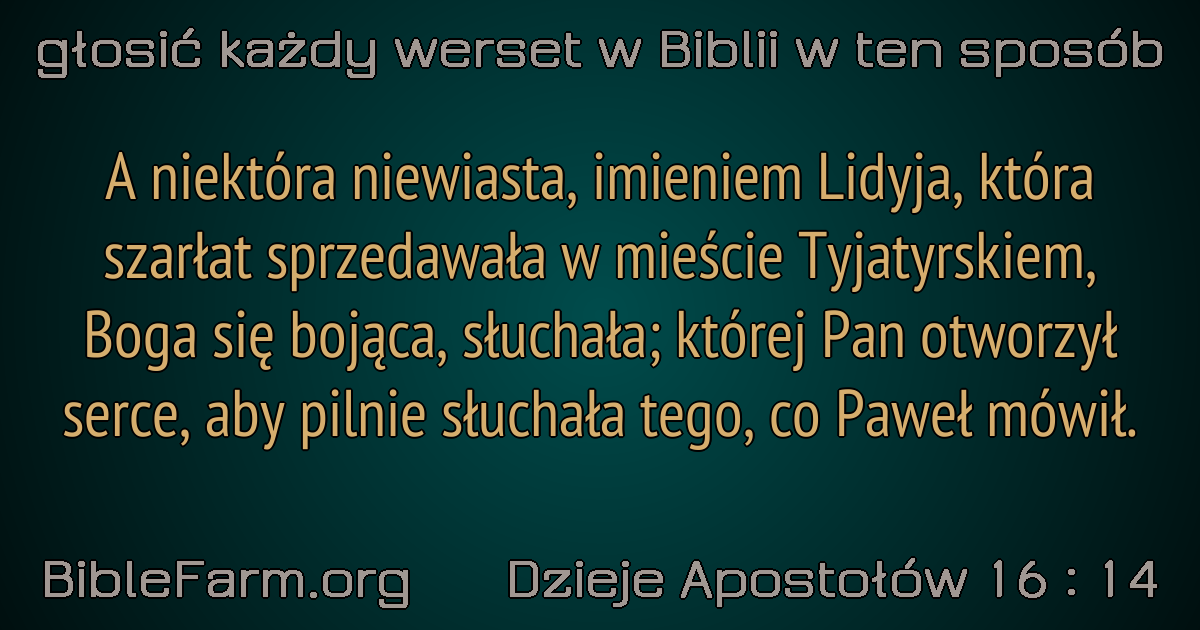 głosić każdy werset w Biblii w ten sposób
A niektóra niewiasta, imieniem Lidyja, która
szarłat sprzedawała w mieście Tyjatyrskiem,
Boga się bojąca, słuchała; której Pan otworzył
serce, aby pilnie słuchała tego, co Paweł mówił.
BibleFarm.org Dzieje Apostołów 16 : 14